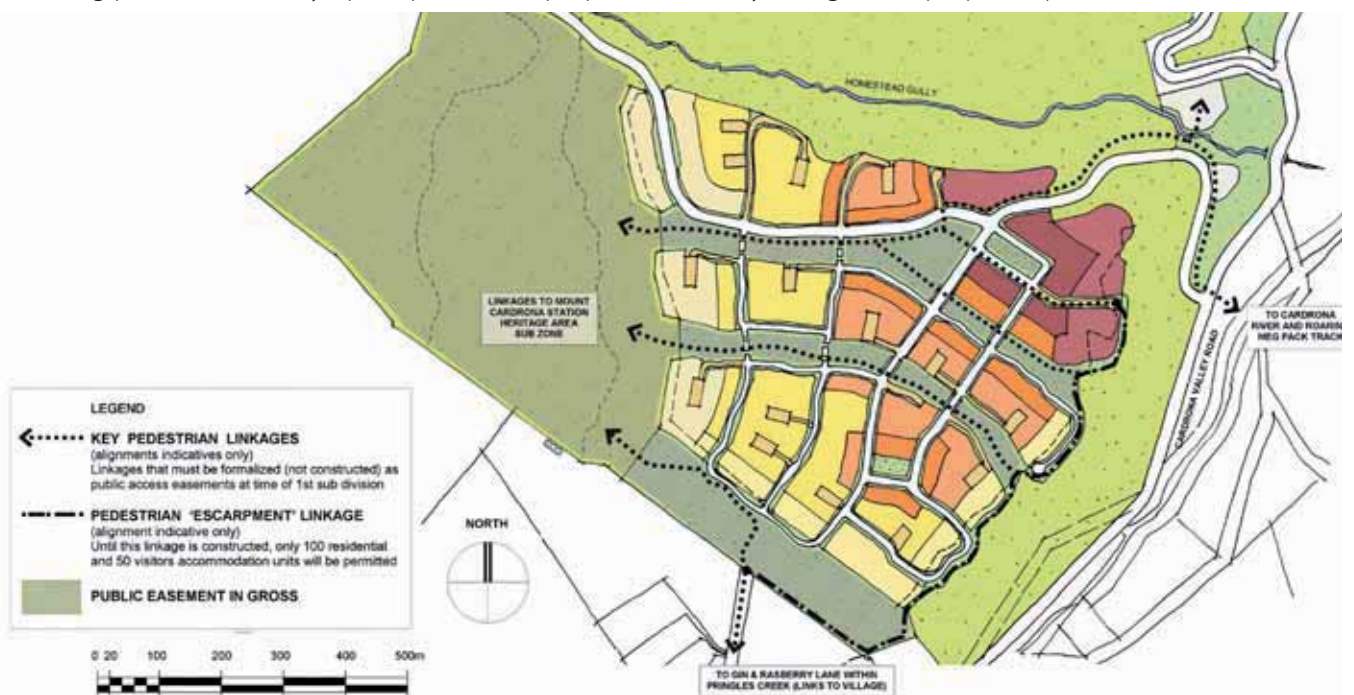 HOMESTEAD GULLY
LINKAGES TO MOUNT
CARDRONA STATION
HERITAGE AREA
SUB ZONE
TO CARDRONA
RIVER AND ROARING
MEG PACK TRACK
CARDRONA VALLEY ROAD
LEGEND
KEY PEDESTRIAN LINKAGES
(alignments indicatives only)
Linkages that must be formalized (not constructed) as
public access easements at time of 1st sub division
PEDESTRIAN 'ESCARPMENT' LINKAGE
(alignment indicative only)
Until this linkage is constructed, only 100 residential
and 50 visitors accommodation units will be permitted
PUBLIC EASEMENT IN GROSS
NORTH
0 20 100 200 300 400 500m
TO GIN & RASBERRY LANE WITHIN
PRINGLES CREEK (LINKS TO VILLAGE)